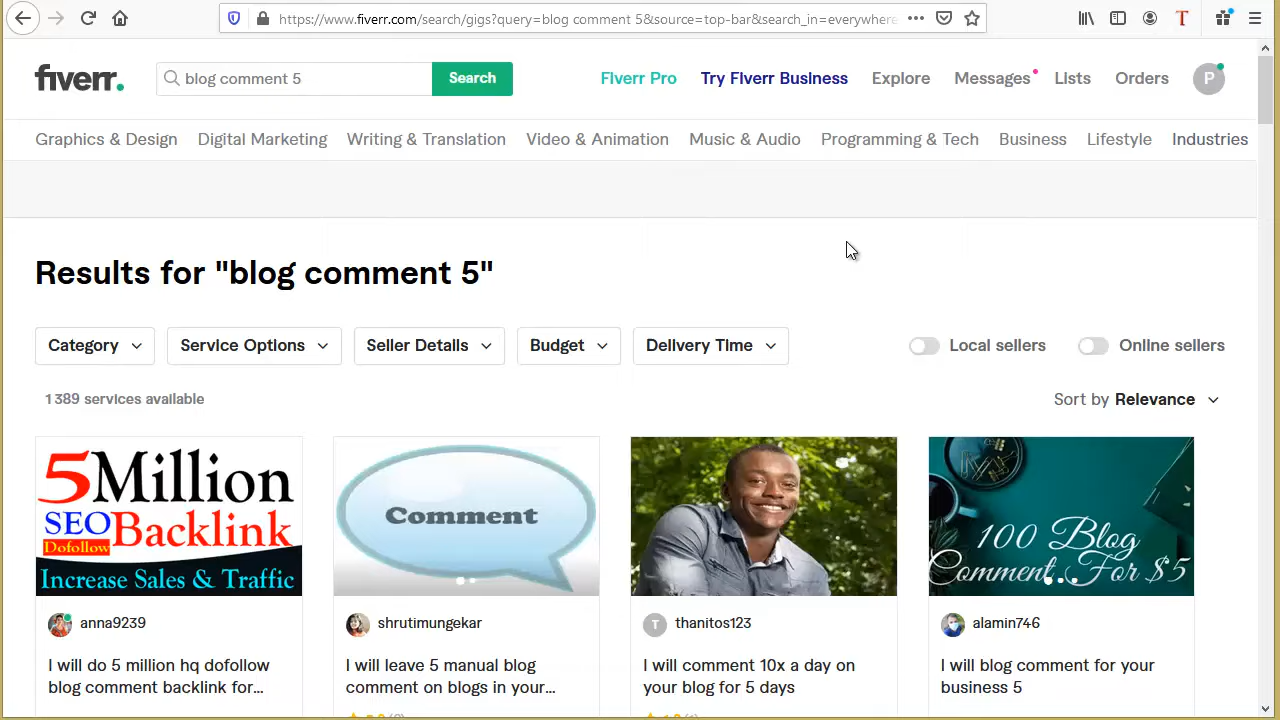 https://www.fiverr.com/search/gigs?query=blog comment 5&source=top-bar&search_in=everywhere
T
fiverr.
blog comment 5
Search
Fiverr Pro
Try Fiverr Business
Explore
Messages
Lists
Orders
P
Graphics & Design
Digital Marketing
Writing & Translation
Video & Animation
Music & Audio
Programming & Tech
Business
Lifestyle
Industries
Results for "blog comment 5"
Category
Service Options
Seller Details
Budget
Delivery Time
Local sellers
Online sellers
1 389 services available
Sort by Relevance
5Million
SEO Backlink
Dofollow
Increase Sales & Traffic
Comment
100 Blog
Comment For $5
anna9239
shrutimungekar
T
thanitos123
alamin746
I will do 5 million hq dofollow
blog comment backlink for...
I will leave 5 manual blog
comment on blogs in your...
I will comment 10x a day on
your blog for 5 days
I will blog comment for your
business 5